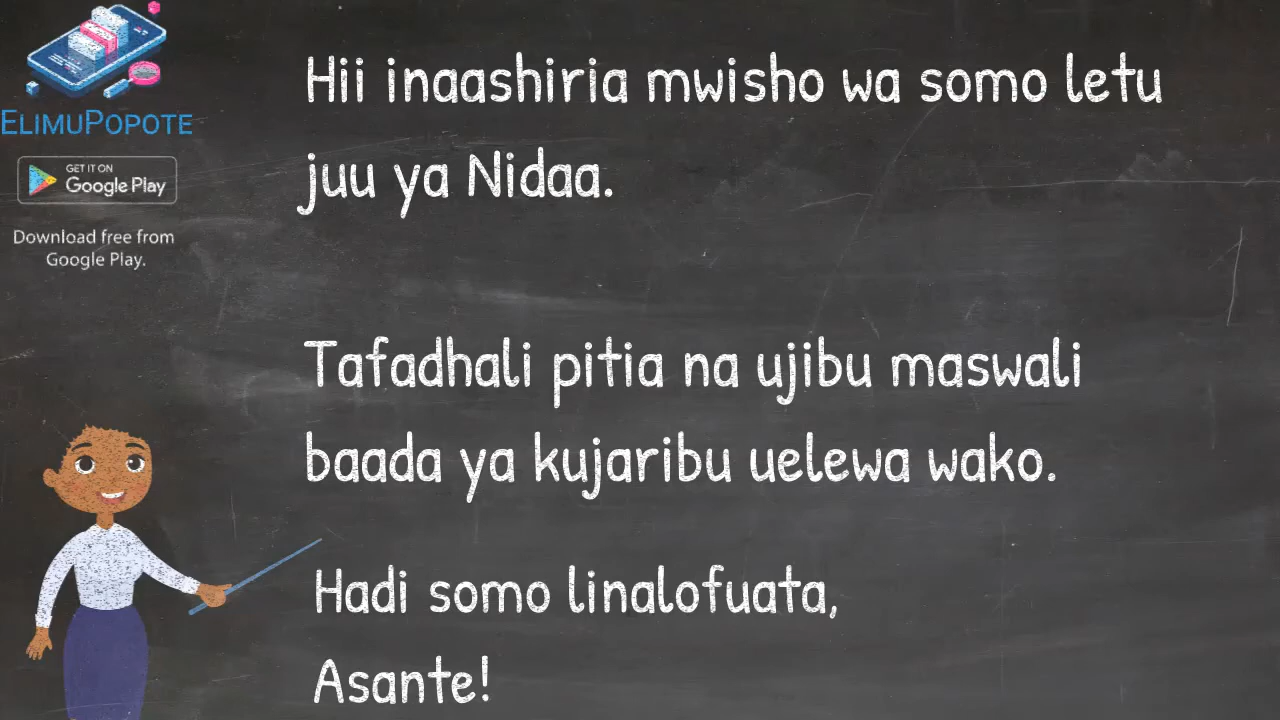 ELIMUPOPOTE
GET IT ON
Google Play
Download free from
Google Play.
Hii inaashiria mwisho wa somo letu
juu ya Nidaa.
Tafadhali pitia na ujibu maswali
baada ya kujaribu uelewa wako.
Hadi somo linalofuata,
Asante!